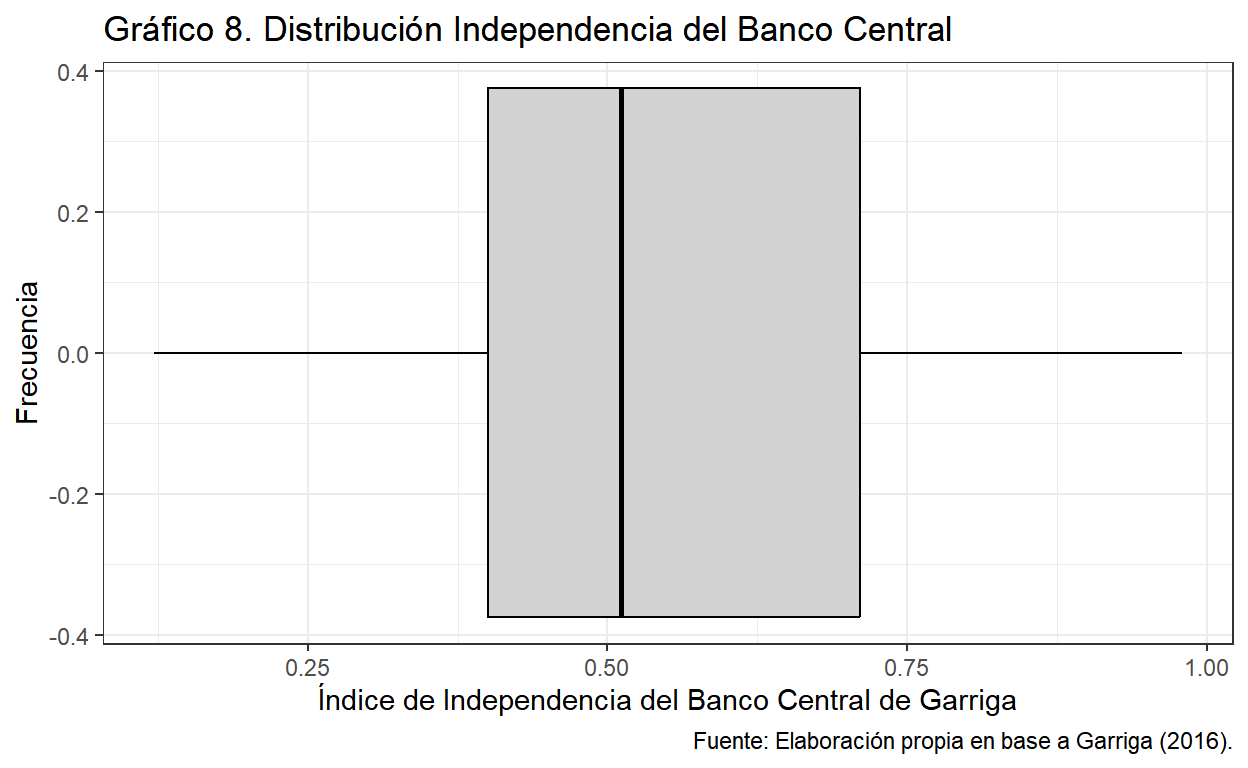 Gráfico 8. Distribución Independencia del Banco Central
0.4
0.2
0.0
-0.2
-0.4
Frecuencia
0.25
0.50
0.75
1.00
Índice de Independencia del Banco Central de Garriga
Fuente: Elaboración propia en base a Garriga (2016).